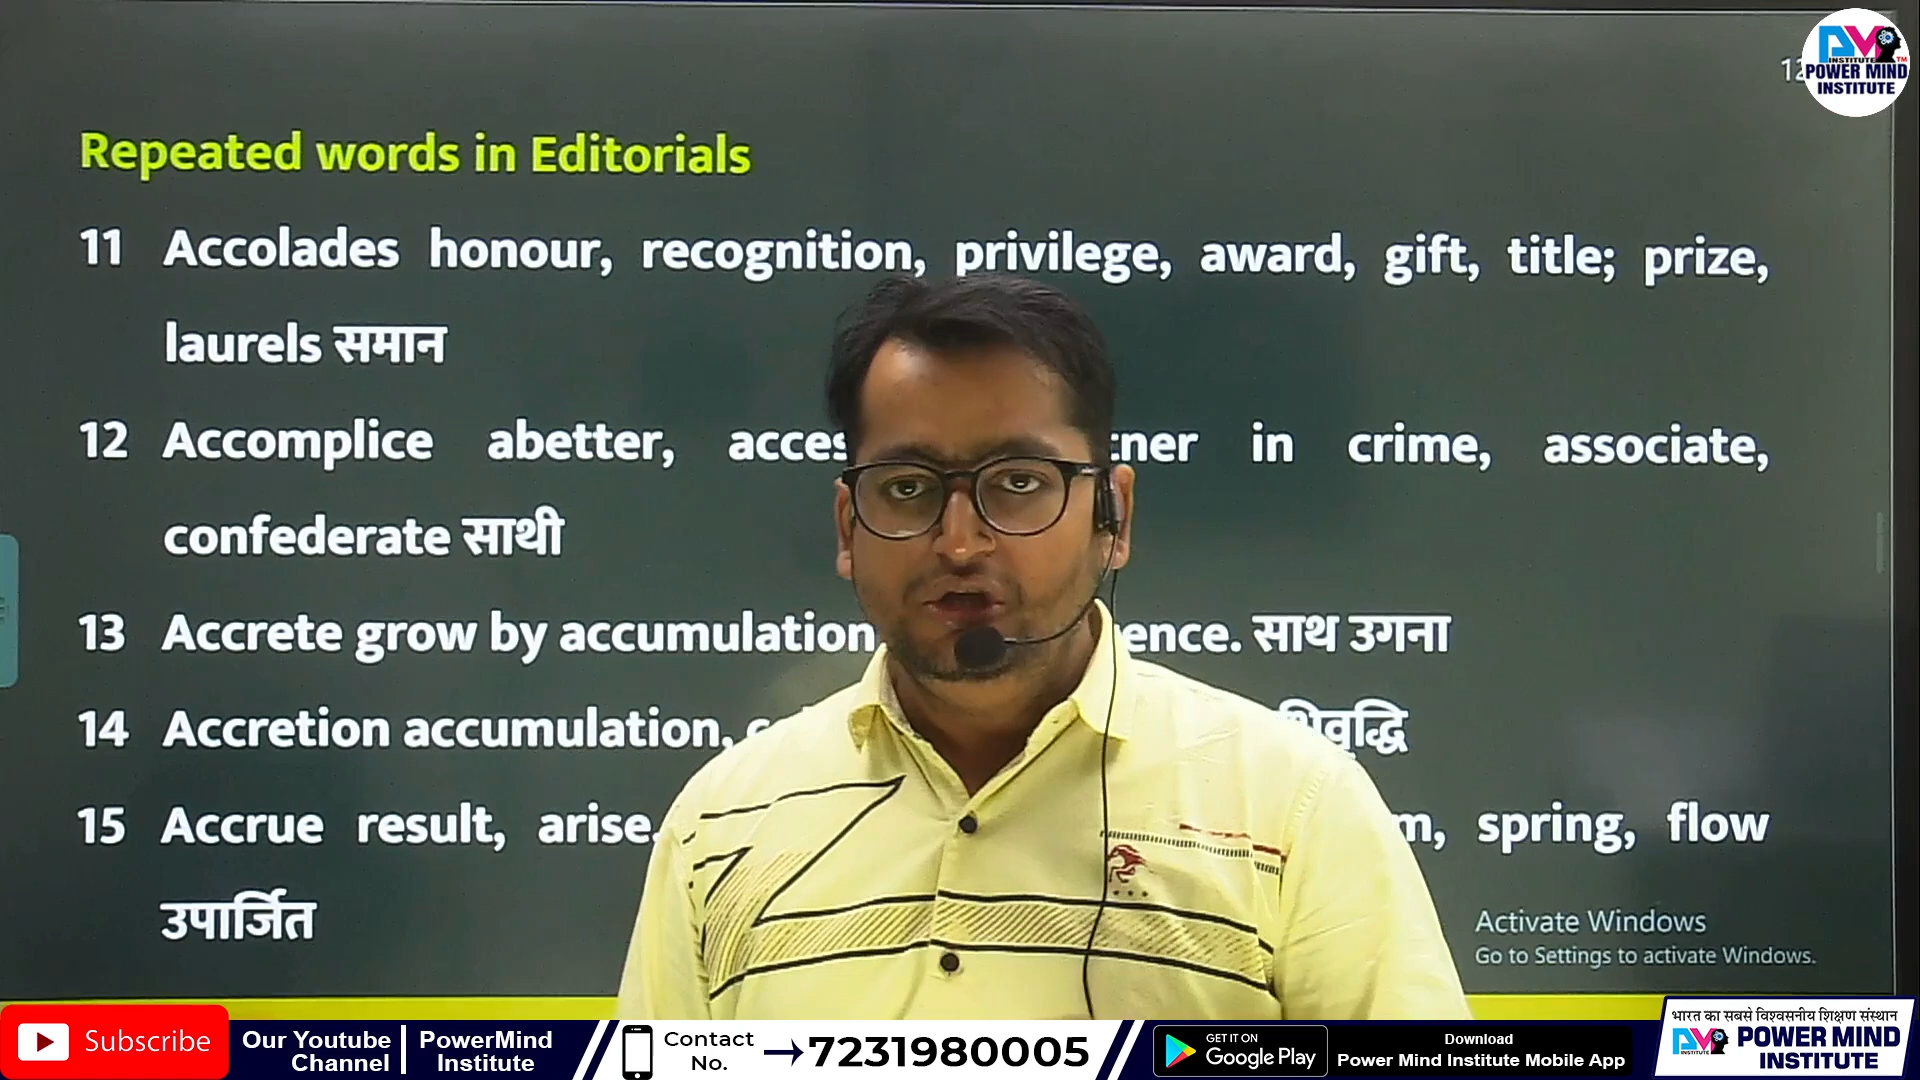 POWER MIND
INSTITUTE
Repeated words in Editorials
11 Accolades honour, recognition, privilege, award, gift, title; prize,
laurels समान
12 Accomplice abetter, in crime, associate,
confederate साथी
13 Accrete grow by accumulation साथ उगना
14 Accretion accumulation,
15 Accrue result, arise. spring, flow
उपार्जित
Activate Windows
Go to Settings to activate Windows.
Subscribe
Our Youtube Channel
PowerMind Institute
Contact No.
7231980005
GET IT ON
Google Play
Download
Power Mind Institute Mobile App
भारत का सबसे विश्वसनीय शिक्षण संस्थान
POWER MIND
INSTITUTE